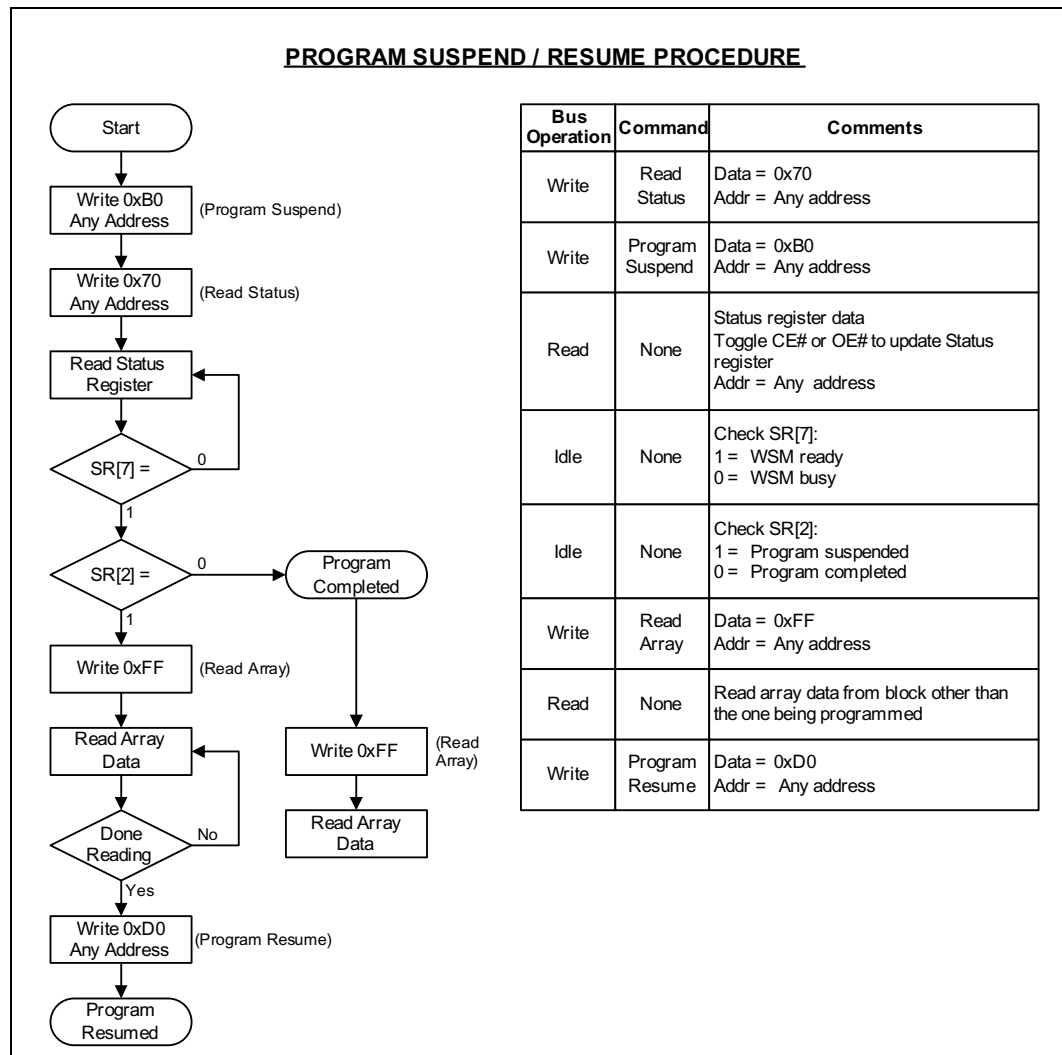 PROGRAM SUSPEND / RESUME PROCEDURE
Start
Write 0xB0
Any Address
(Program Suspend)
Write 0x70
Any Address
(Read Status)
Read Status
Register
SR[7] =
0
1
SR[2] =
0
Program
Completed
1
Write 0xFF
(Read Array)
Read Array
Data
Write 0xFF
(Read
Array)
Done
Reading
No
Read Array
Data
Yes
Write 0xD0
Any Address
(Program Resume)
Program
Resumed
Bus
Operation
Command
Comments
Write
Read
Status
Data = 0x70
Addr = Any address
Write
Program
Suspend
Data = 0xB0
Addr = Any address
Read
None
Status register data
Toggle CE# or OE# to update Status
register
Addr = Any address
Idle
None
Check SR[7]:
1 = WSM ready
0 = WSM busy
Idle
None
Check SR[2]:
1 = Program suspended
0 = Program completed
Write
Read
Array
Data = 0xFF
Addr = Any address
Read
None
Read array data from block other than
the one being programmed
Write
Program
Resume
Data = 0xD0
Addr = Any address